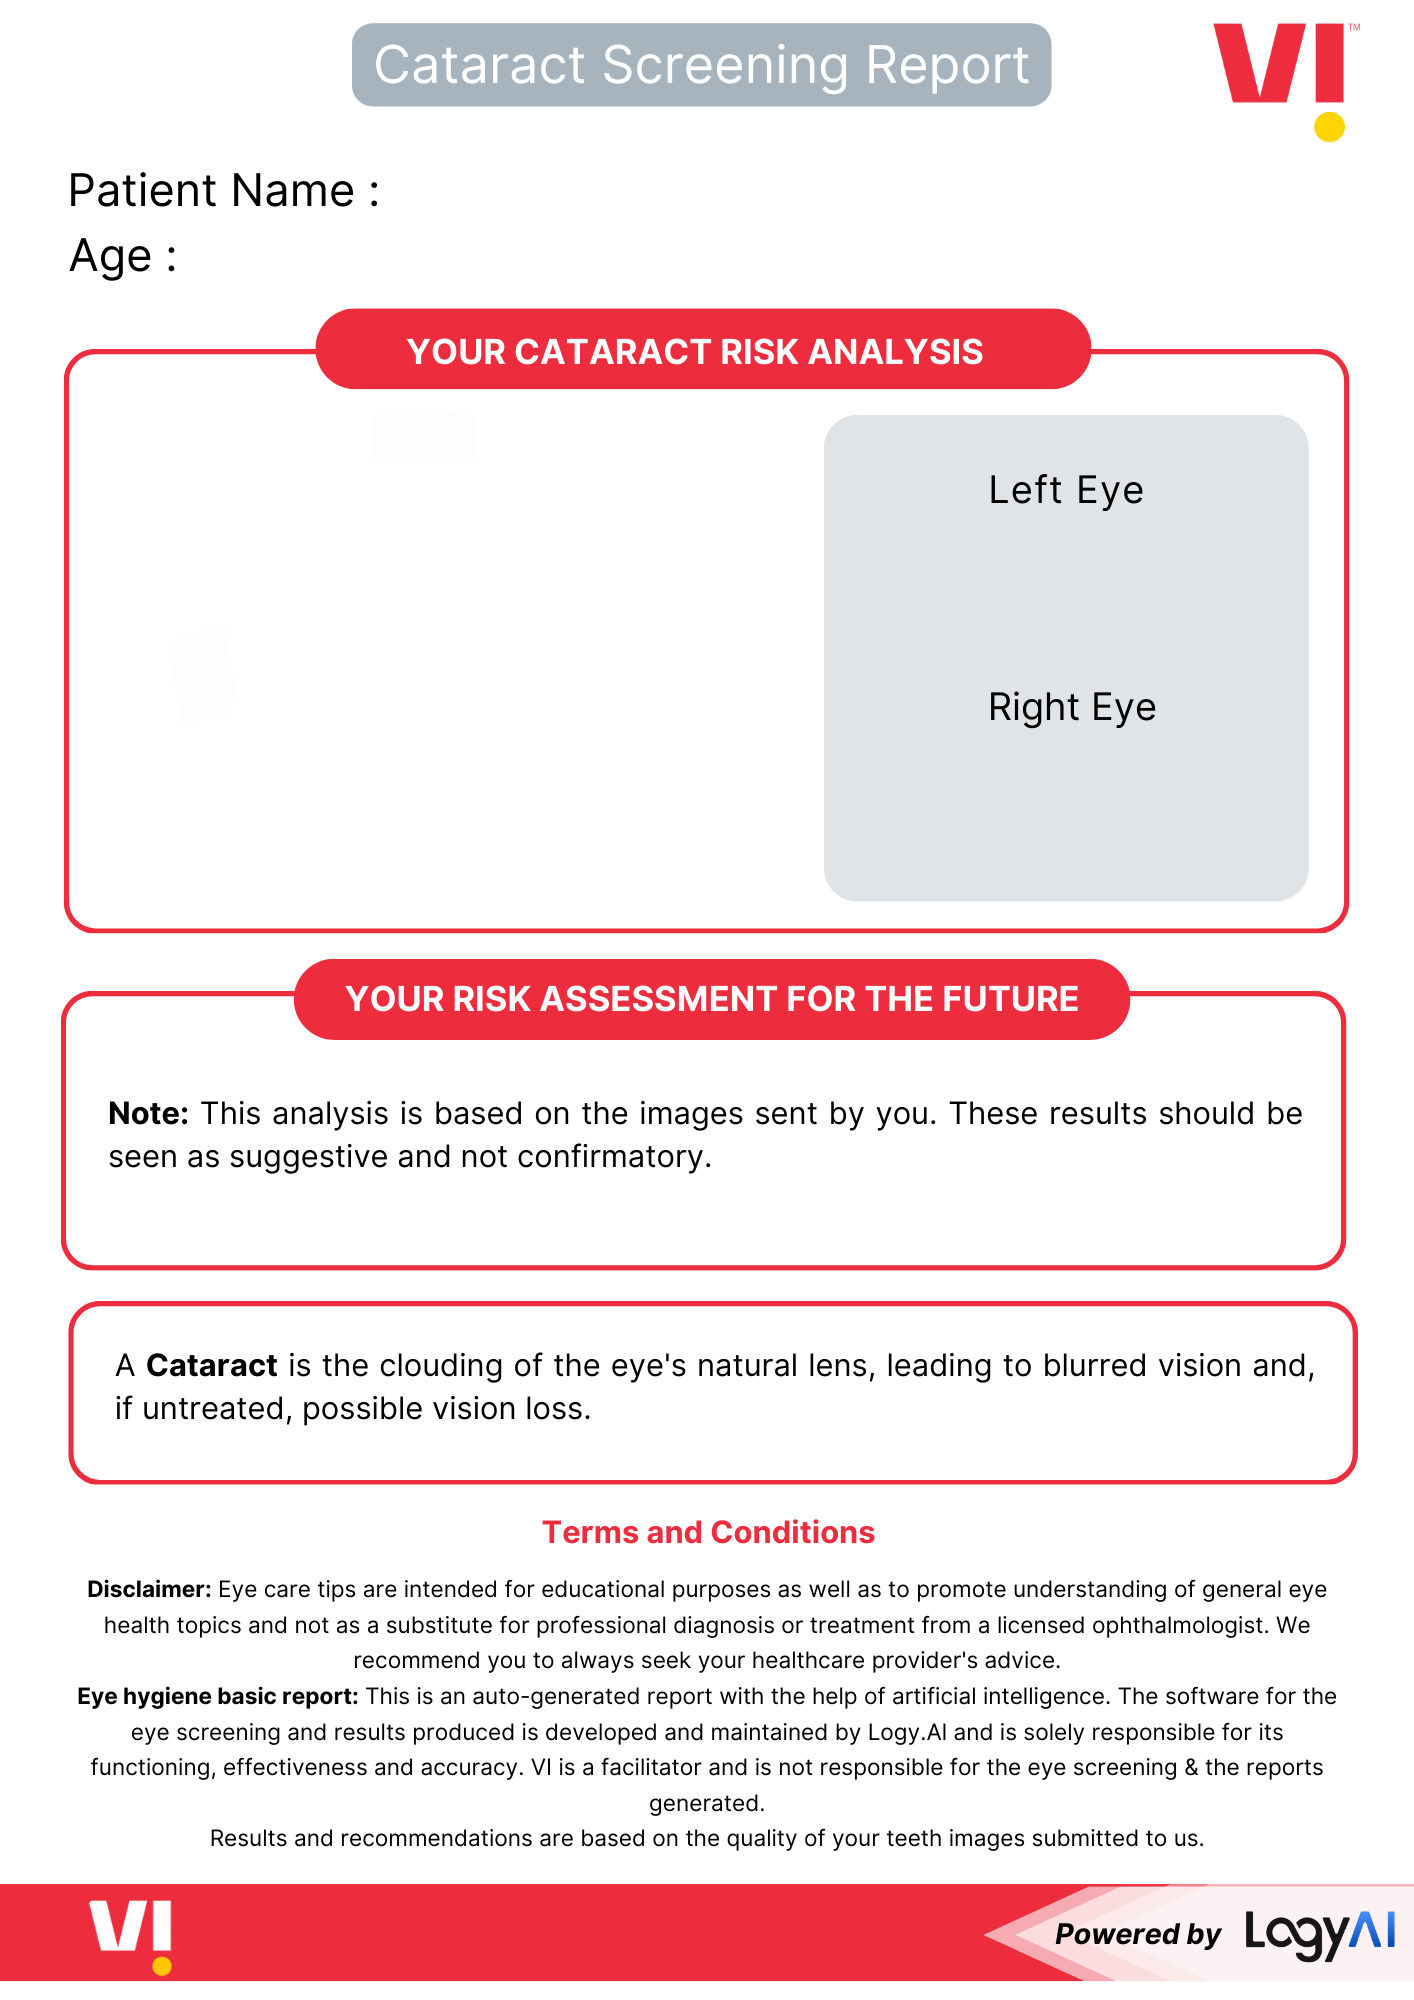 Cataract Screening Report
VI™
Patient Name :
Age :
YOUR CATARACT RISK ANALYSIS
Left Eye
Right Eye
YOUR RISK ASSESSMENT FOR THE FUTURE
Note: This analysis is based on the images sent by you. These results should be
seen as suggestive and not confirmatory.
A Cataract is the clouding of the eye's natural lens, leading to blurred vision and,
if untreated, possible vision loss.
Terms and Conditions
Disclaimer: Eye care tips are intended for educational purposes as well as to promote understanding of general eye
health topics and not as a substitute for professional diagnosis or treatment from a licensed ophthalmologist. We
recommend you to always seek your healthcare provider's advice.
Eye hygiene basic report: This is an auto-generated report with the help of artificial intelligence. The software for the
eye screening and results produced is developed and maintained by Logy.AI and is solely responsible for its
functioning, effectiveness and accuracy. VI is a facilitator and is not responsible for the eye screening & the reports
generated.
Results and recommendations are based on the quality of your teeth images submitted to us.
VI
Powered by LogyAI